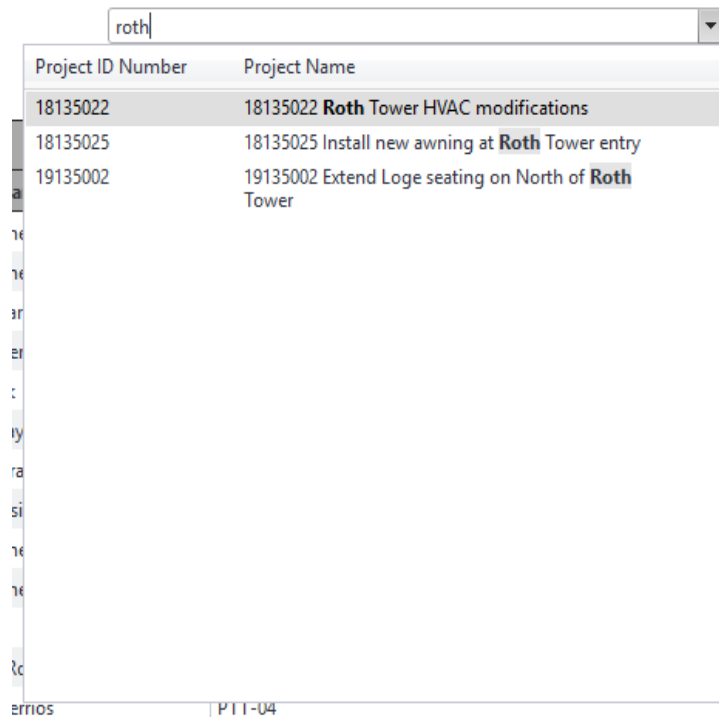 roth
Project ID Number Project Name
18135022 18135022 Roth Tower HVAC modifications
18135025 18135025 Install new awning at Roth Tower entry
19135002 19135002 Extend Loge seating on North of Roth
Tower
PTT-04